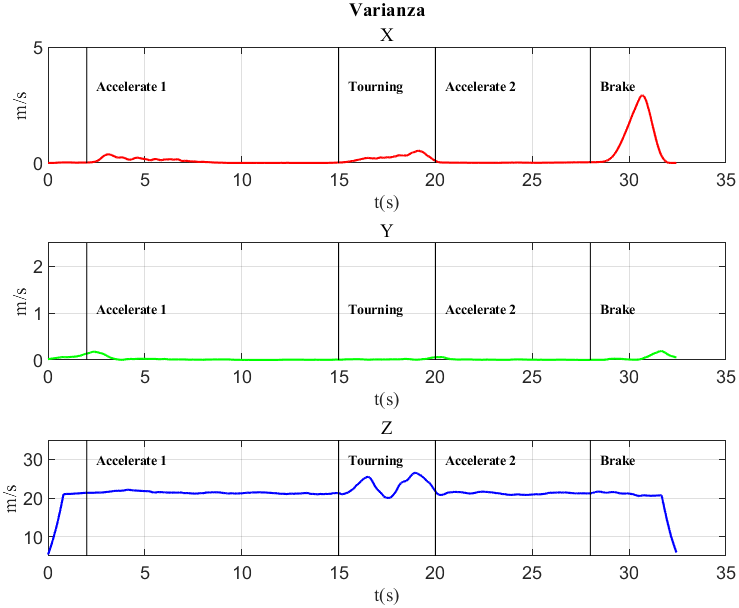 Varianza
X
5
Accelerate 1 Tourning Accelerate 2 Brake
m/s
0
0 5 10 15 20 25 30 35
t(s)
Y
2
Accelerate 1 Tourning Accelerate 2 Brake
1
m/s
0
0 5 10 15 20 25 30 35
t(s)
Z
30
Accelerate 1 Tourning Accelerate 2 Brake
20
m/s
10
0 5 10 15 20 25 30 35
t(s)